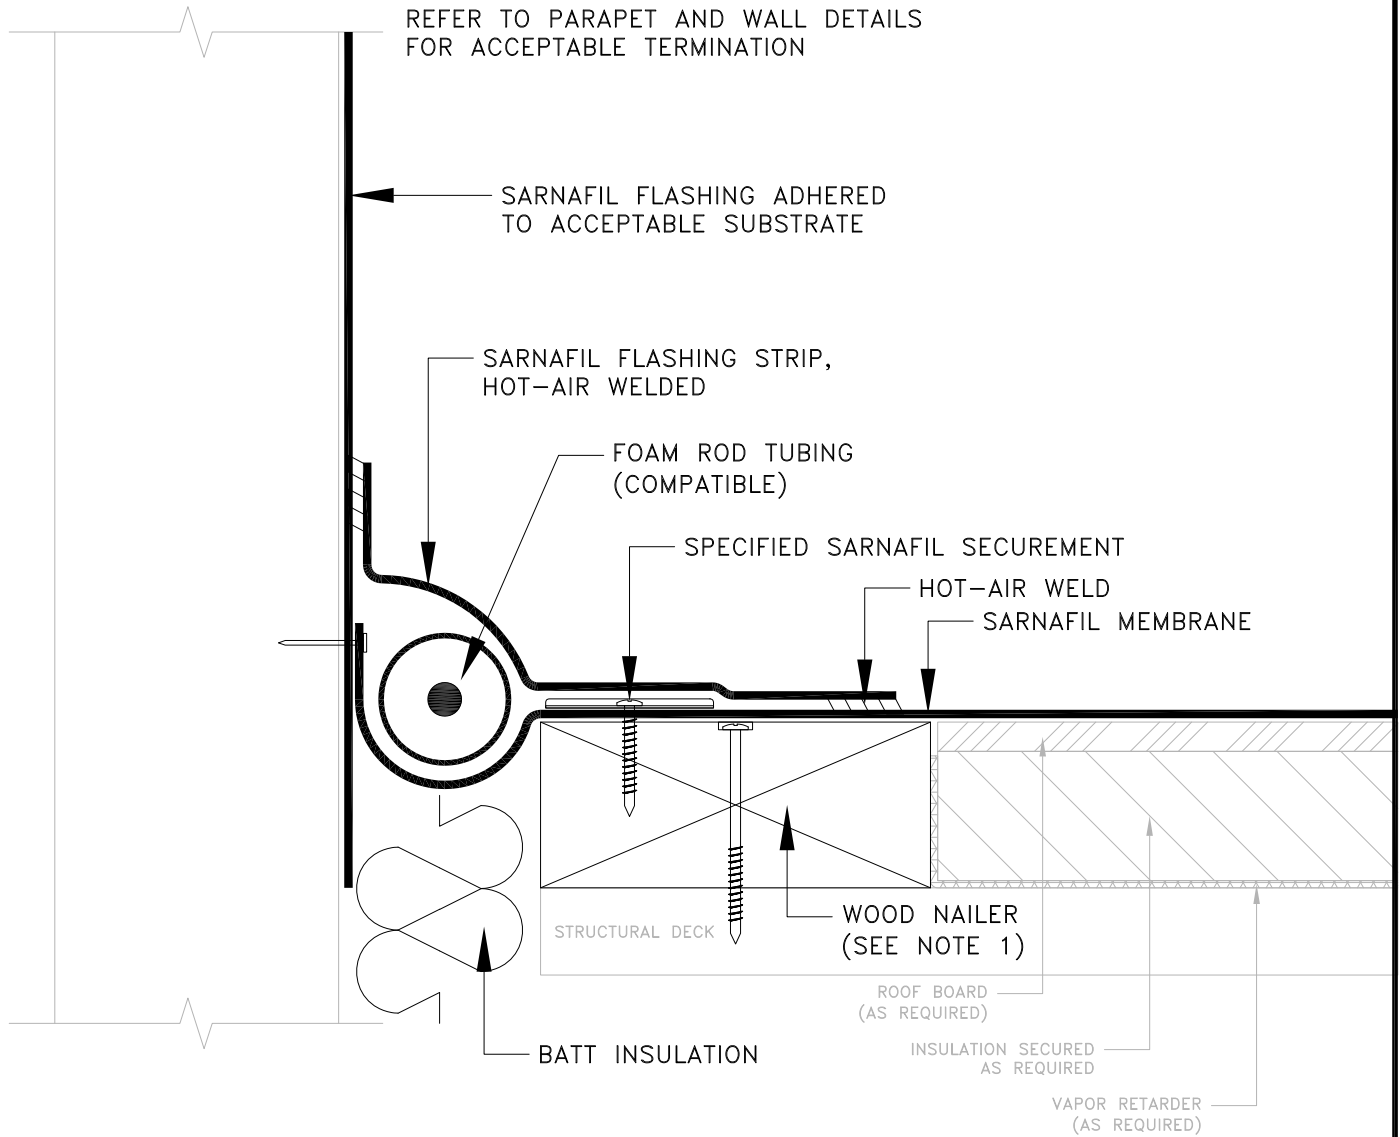 REFER TO PARAPET AND WALL DETAILS
FOR ACCEPTABLE TERMINATION
SARNAFIL FLASHING ADHERED
TO ACCEPTABLE SUBSTRATE
SARNAFIL FLASHING STRIP,
HOT-AIR WELDED
FOAM ROD TUBING
(COMPATIBLE)
SPECIFIED SARNAFIL SECUREMENT
HOT-AIR WELD
SARNAFIL MEMBRANE
WOOD NAILER
(SEE NOTE 1)
STRUCTURAL DECK
ROOF BOARD
(AS REQUIRED)
BATT INSULATION
INSULATION SECURED
AS REQUIRED
VAPOR RETARDER
(AS REQUIRED)